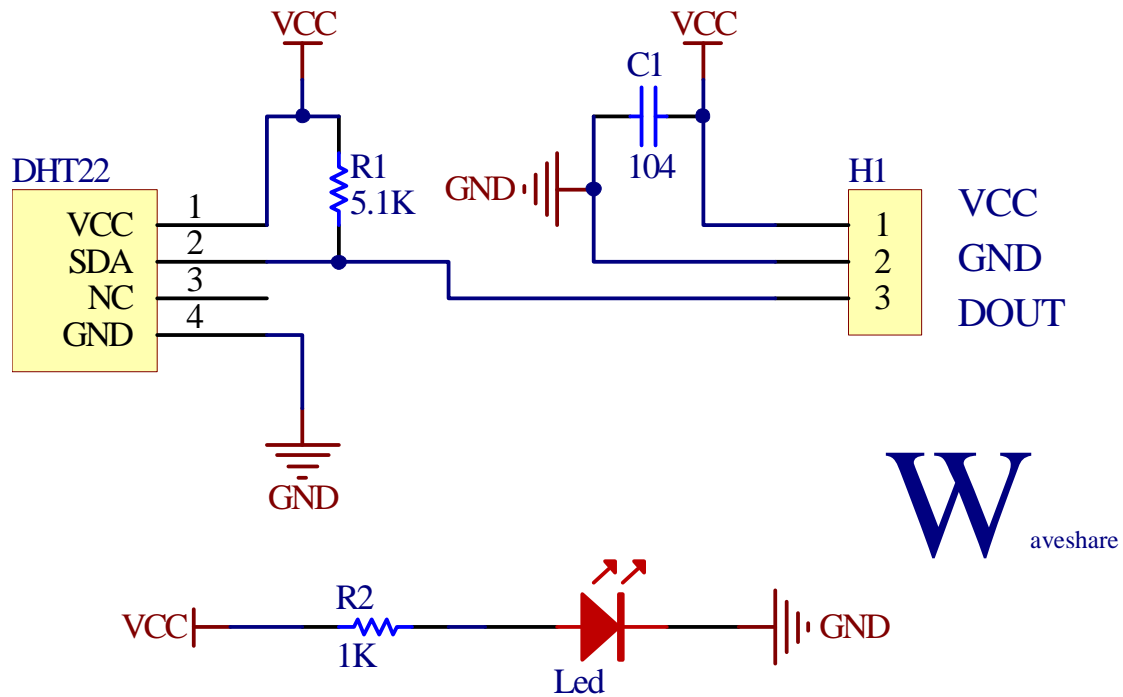 VCC
VCC
C1
104
DHT22
R1
5.1K
GND
H1
VCC 1
SDA 2
NC 3
GND 4
1 VCC
2 GND
3 DOUT
GND
W aveshare
VCC
R2
1K
Led
GND